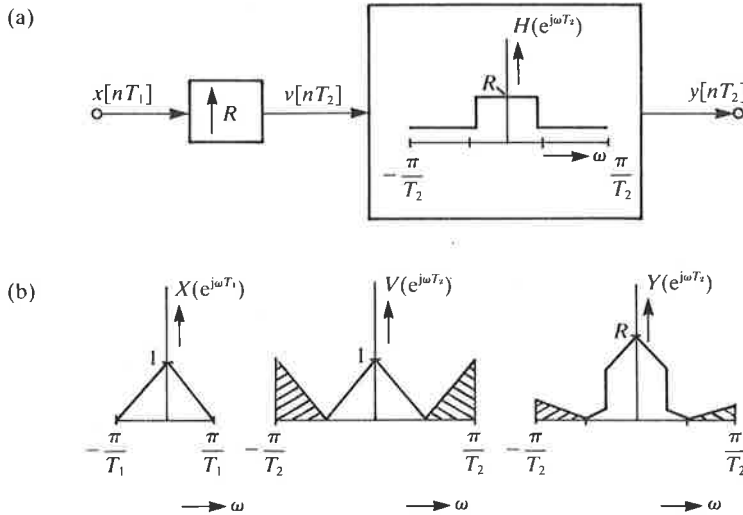 (a)
H(e^{jωT₂})
x[nT₁]
R
v[nT₂]
R
y[nT₂]
ω
-π/T₂
π/T₂
(b)
X(e^{jωT₁})
V(e^{jωT₂})
Y(e^{jωT₂})
1
1
R
-π/T₁
π/T₁
-π/T₂
π/T₂
-π/T₂
π/T₂
ω
ω
ω